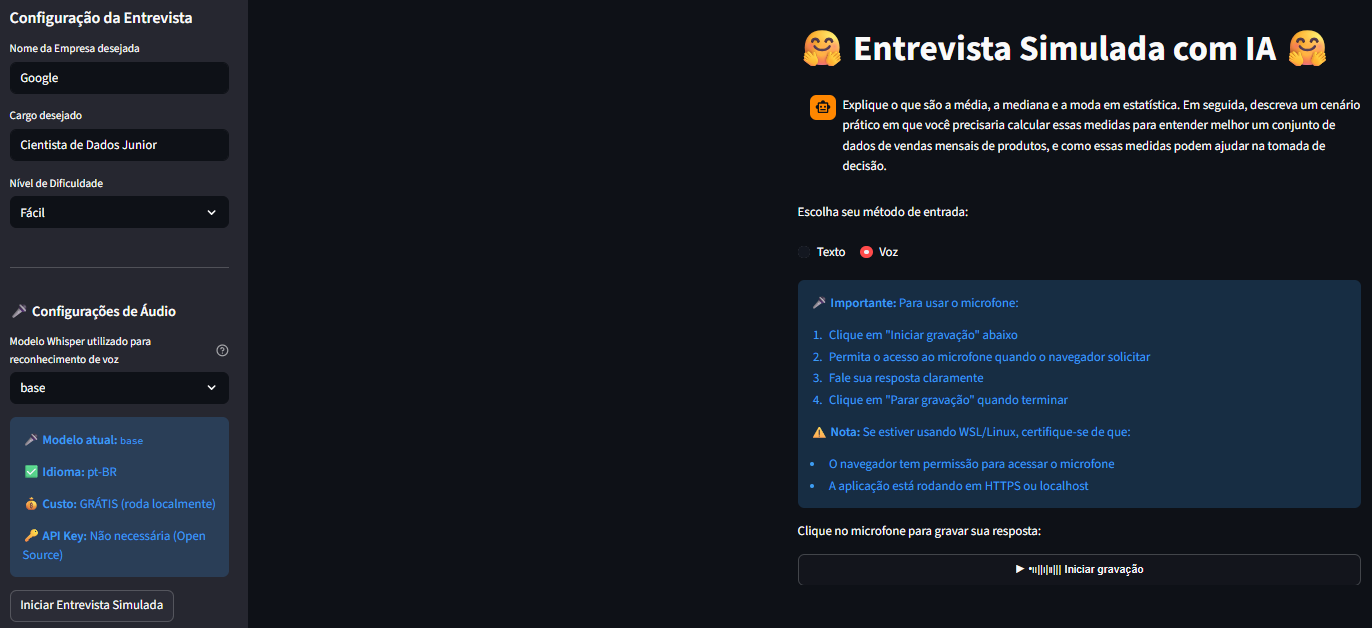 Configuração da Entrevista
Nome da Empresa desejada
Google
Cargo desejado
Cientista de Dados Junior
Nível de Dificuldade
Fácil
Configurações de Áudio
Modelo Whisper utilizado para
reconhecimento de voz
base
Modelo atual: base
Idioma: pt-BR
Custo: GRÁTIS (roda localmente)
API Key: Não necessária (Open
Source)
Iniciar Entrevista Simulada
Entrevista Simulada com IA
Explique o que são a média, a mediana e a moda em estatística. Em seguida, descreva um cenário
prático em que você precisaria calcular essas medidas para entender melhor um conjunto de
dados de vendas mensais de produtos, e como essas medidas podem ajudar na tomada de
decisão.
Escolha seu método de entrada:
Texto
Voz
Importante: Para usar o microfone:
1. Clique em "Iniciar gravação" abaixo
2. Permita o acesso ao microfone quando o navegador solicitar
3. Fale sua resposta claramente
4. Clique em "Parar gravação" quando terminar
Nota: Se estiver usando WSL/Linux, certifique-se de que:
• O navegador tem permissão para acessar o microfone
• A aplicação está rodando em HTTPS ou localhost
Clique no microfone para gravar sua resposta:
Iniciar gravação